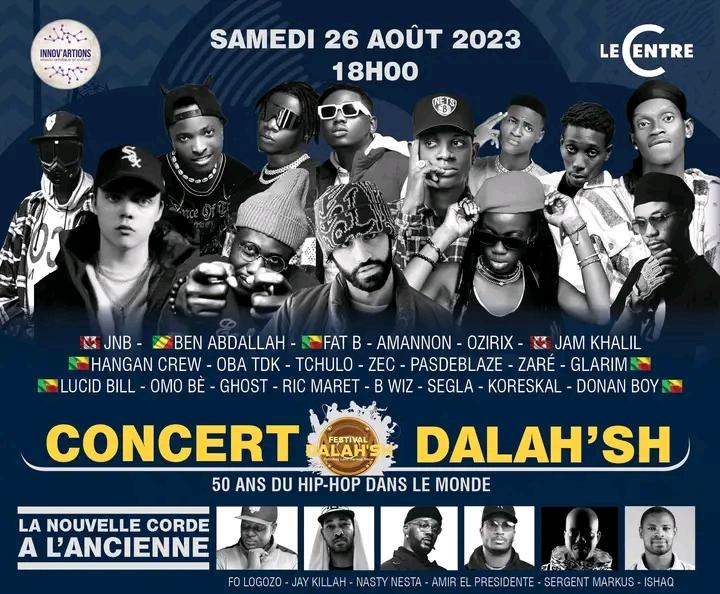 INNOV'ARTIONS
SAMEDI 26 AOÛT 2023
18H00
LE CENTRE
NETS
B
JNB - BEN ABDALLAH - FAT B - AMANNON - OZIRIX - JAM KHALIL
HANGAN CREW - OBA TDK - TCHULO - ZEC - PASDEBLAZE - ZARÉ - GLARIM
LUCID BILL - OMO BÈ - GHOST - RIC MARET - B WIZ - SEGLA - KORESKAL - DONAN BOY
CONCERT FESTIVAL DALAH'SH DALAH'SH
50 ANS DU HIP-HOP DANS LE MONDE
LA NOUVELLE CORDE
A L'ANCIENNE
FO LOGOZO - JAY KILLAH - NASTY NESTA - AMIR EL PRESIDENTE - SERGENT MARKUS - ISHAQ